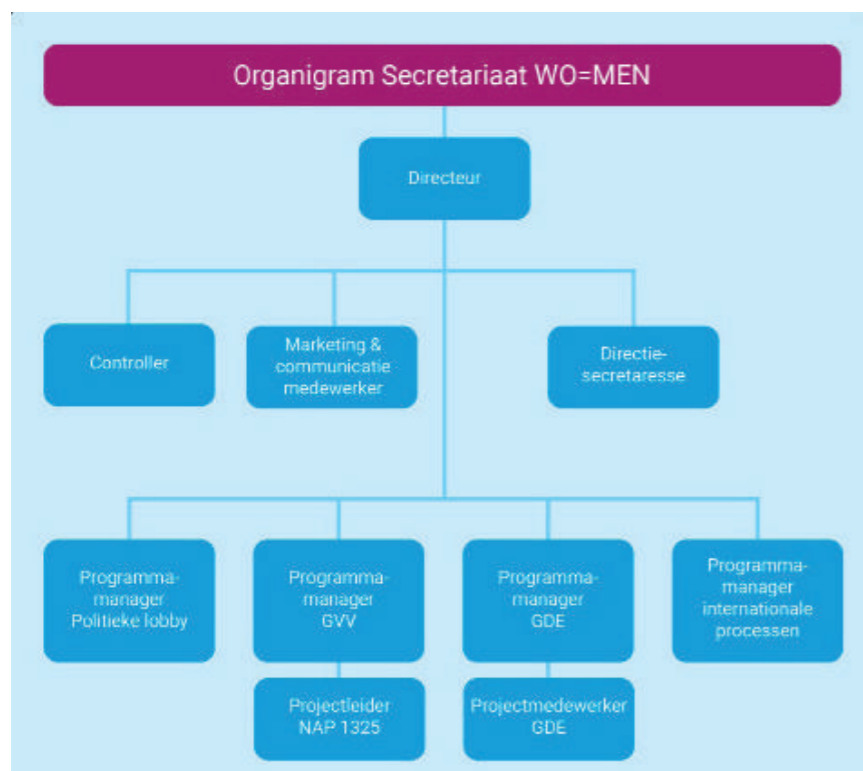 Organigram Secretariaat WO=MEN
Directeur
Controller
Marketing &
communicatie
medewerker
Directie-
secretaresse
Programma-
manager
Politieke lobby
Programma-
manager
GVV
Programma-
manager
GDE
Programma-
manager
internationale
processen
Projectleider
NAP 1325
Projectmedewerker
GDE